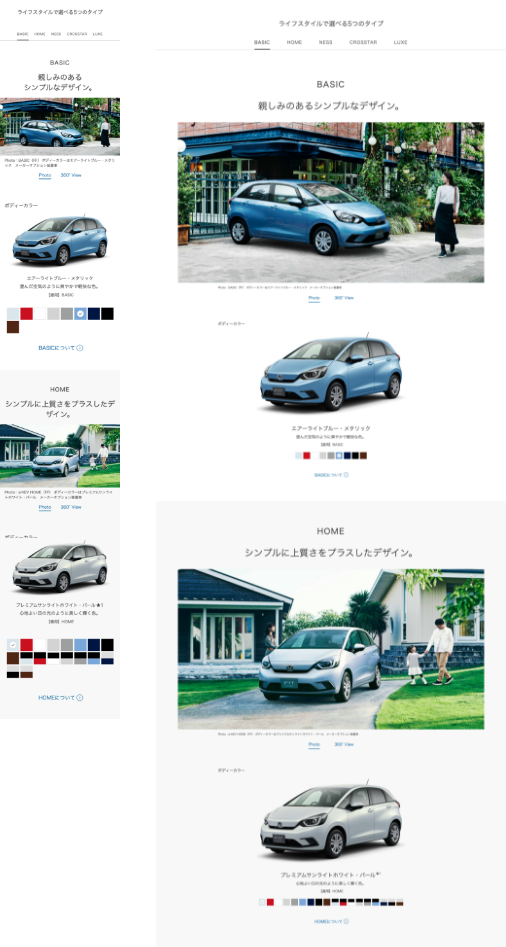 ライフスタイルで選べる5つのタイプ
BASIC HOME NESS CROSSTAR LUXE
BASIC
親しみのある
シンプルなデザイン。
Photo：BASIC（FF） ボディーカラーはエアーライトブルー・メタリ
ック メーカーオプション装着車
Photo 360° View
ボディーカラー
エアーライトブルー・メタリック
澄んだ空気のように爽やかで軽快な色。
【適用】BASIC
BASICについて
HOME
シンプルに上質さをプラスしたデ
ザイン。
Photo：e:HEV HOME（FF） ボディーカラーはプレミアムサンライ
トホワイト・パール メーカーオプション装着車
Photo 360° View
ボディーカラー
プレミアムサンライトホワイト・パール★1
心地よい日の光のように美しく輝く色。
【適用】HOME
HOMEについて
ライフスタイルで選べる5つのタイプ
BASIC HOME NESS CROSSTAR LUXE
BASIC
親しみのあるシンプルなデザイン。
Photo：BASIC（FF） ボディーカラーはエアーライトブルー・メタリック メーカーオプション装着車
Photo 360° View
ボディーカラー
エアーライトブルー・メタリック
澄んだ空気のように爽やかで軽快な色。
【適用】BASIC
BASICについて
HOME
シンプルに上質さをプラスしたデザイン。
Photo：e:HEV HOME（FF） ボディーカラーはプレミアムサンライトホワイト・パール メーカーオプション装着車
Photo 360° View
ボディーカラー
プレミアムサンライトホワイト・パール★1
心地よい日の光のように美しく輝く色。
【適用】HOME
HOMEについて